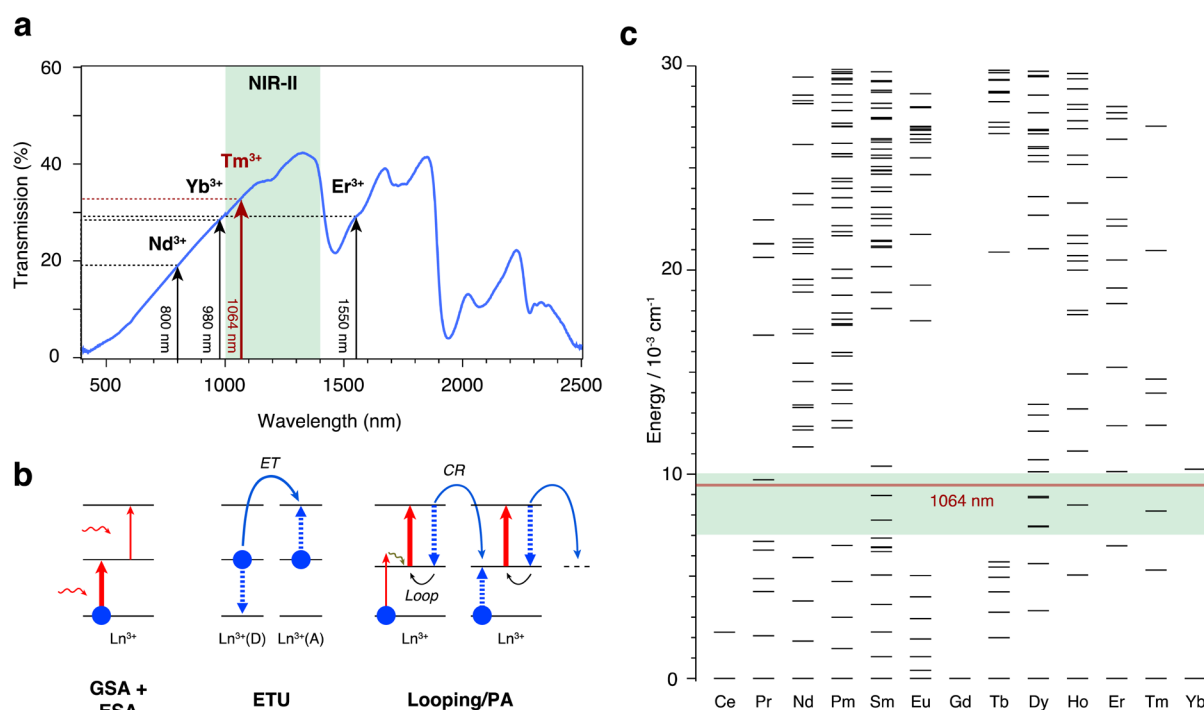 a
60
40
20
0
Transmission (%)
NIR-II
Tm³⁺
Yb³⁺
Er³⁺
Nd³⁺
800 nm
980 nm
1064 nm
1550 nm
500
1000
1500
2000
2500
Wavelength (nm)
b
ET
CR
Loop
Ln³⁺
Ln³⁺(D)
Ln³⁺(A)
Ln³⁺
Ln³⁺
GSA +
ESA
ETU
Looping/PA
c
30
20
10
0
Energy / 10⁻³ cm⁻¹
1064 nm
Ce Pr Nd Pm Sm Eu Gd Tb Dy Ho Er Tm Yb